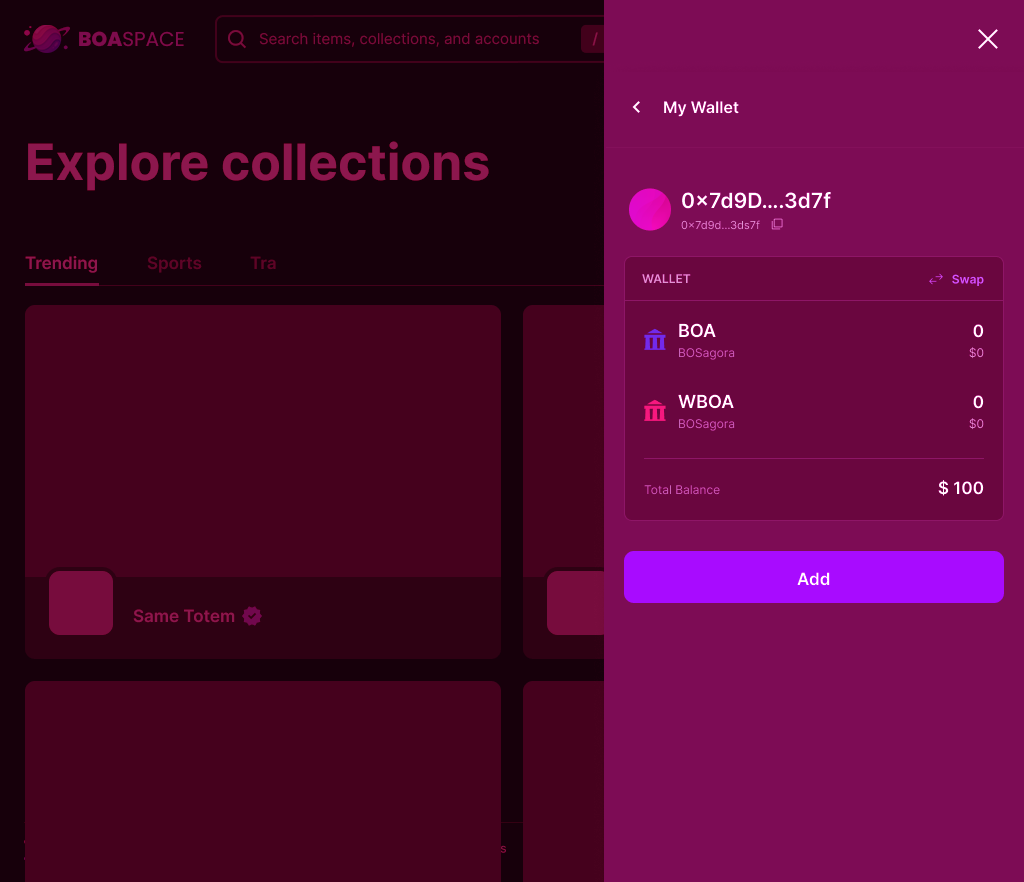 BOASPACE
Search items, collections, and accounts
/
Explore collections
Trending
Sports
Tra
Same Totem
s
My Wallet
0×7d9D....3d7f
0×7d9d...3ds7f
WALLET
Swap
BOA
0
BOSagora
$0
WBOA
0
BOSagora
$0
Total Balance
$ 100
Add